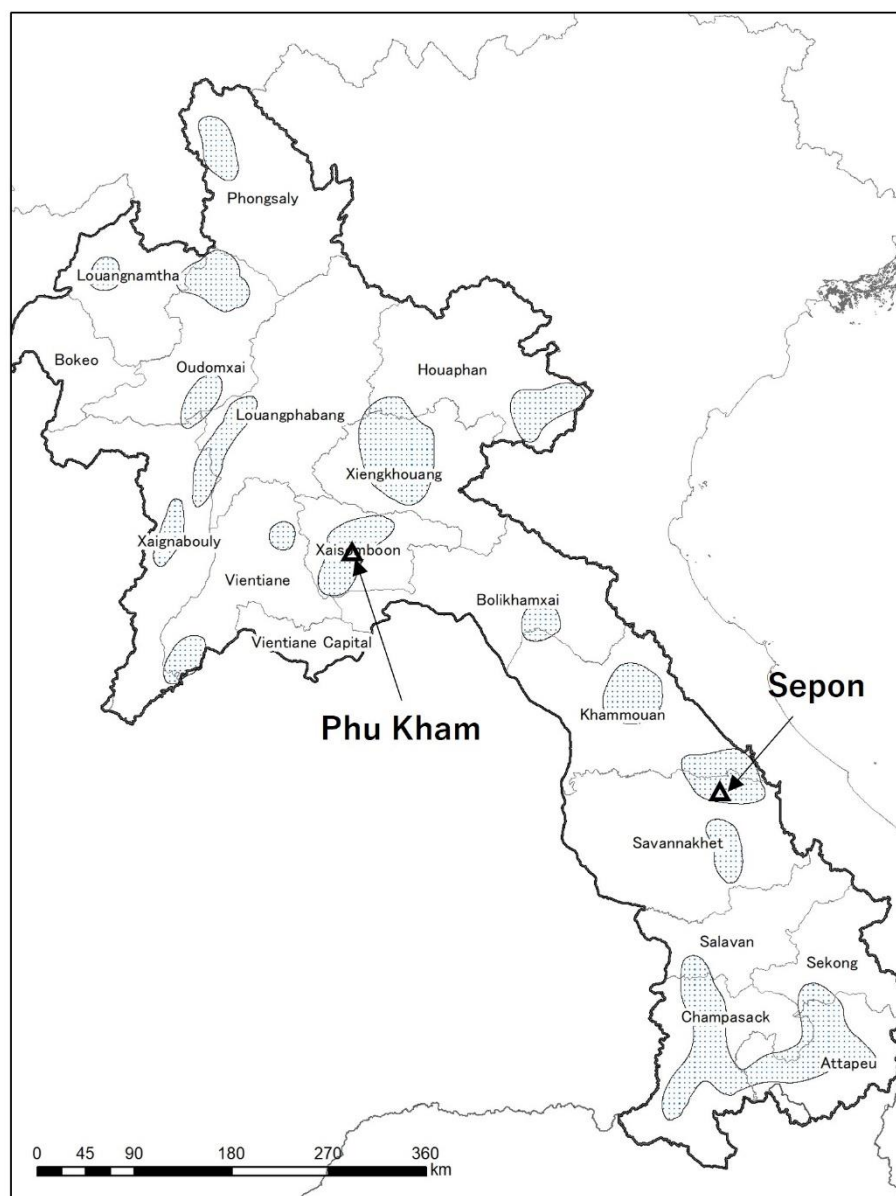 Phongsaly
Louangnamtha
Bokeo
Oudomxai
Houaphan
Louangphabang
Xiengkhouang
Xaignabouly
Xaisomboon
Vientiane
Bolikhamxai
Vientiane Capital
Sepon
Khammouan
Phu Kham
Savannakhet
Salavan
Sekong
Champasack
Attapeu
0 45 90 180 270 360
km